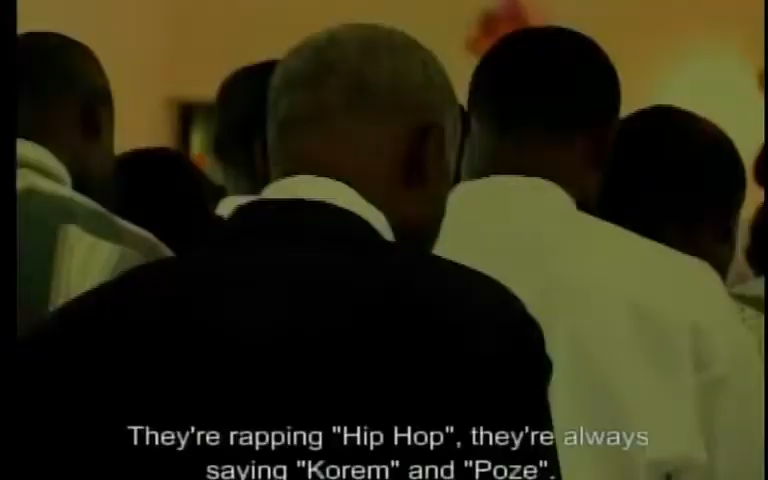 They're rapping "Hip Hop", they're always
saying "Korem" and "Poze".